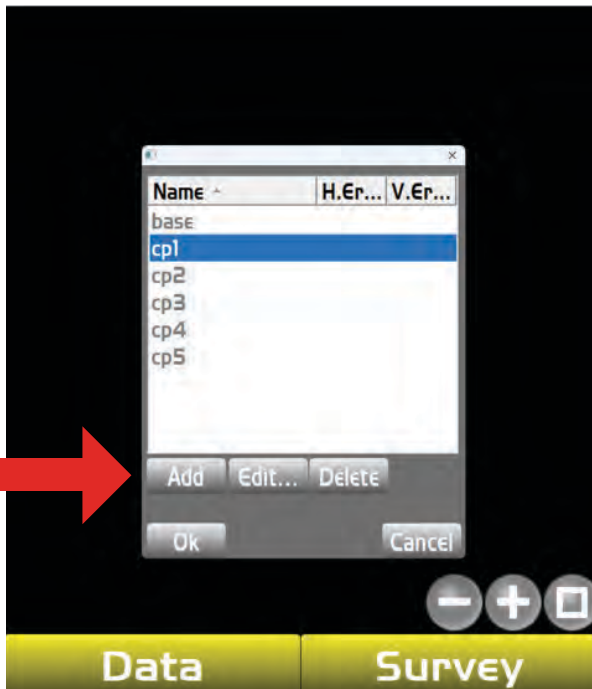 Name H.Er... V.Er...
base
cp1
cp2
cp3
cp4
cp5
Add Edit... Delete
Ok Cancel
Data Survey